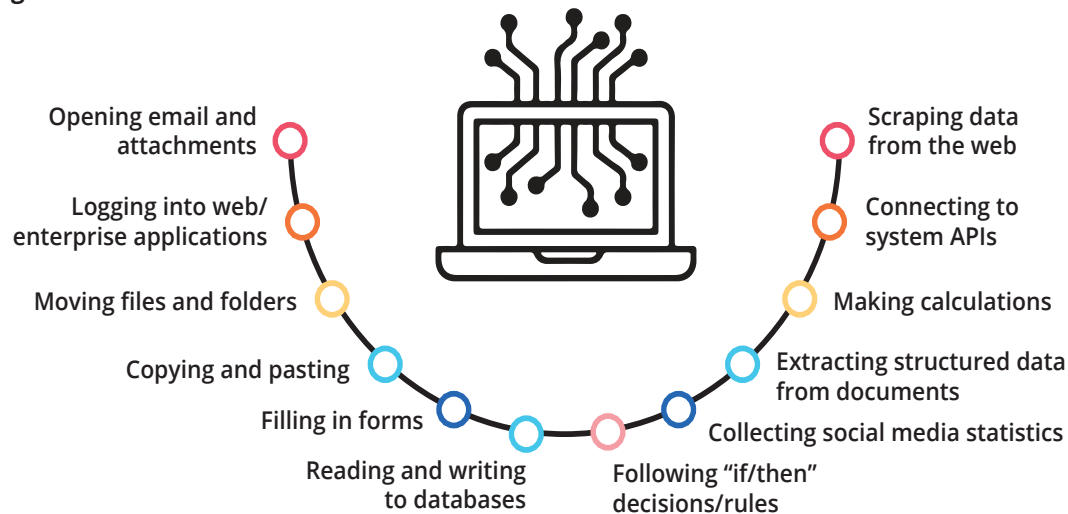 Opening email and
attachments
Logging into web/
enterprise applications
Moving files and folders
Copying and pasting
Filling in forms
Reading and writing
to databases
Following “if/then”
decisions/rules
Collecting social media statistics
Extracting structured data
from documents
Making calculations
Connecting to
system APIs
Scraping data
from the web